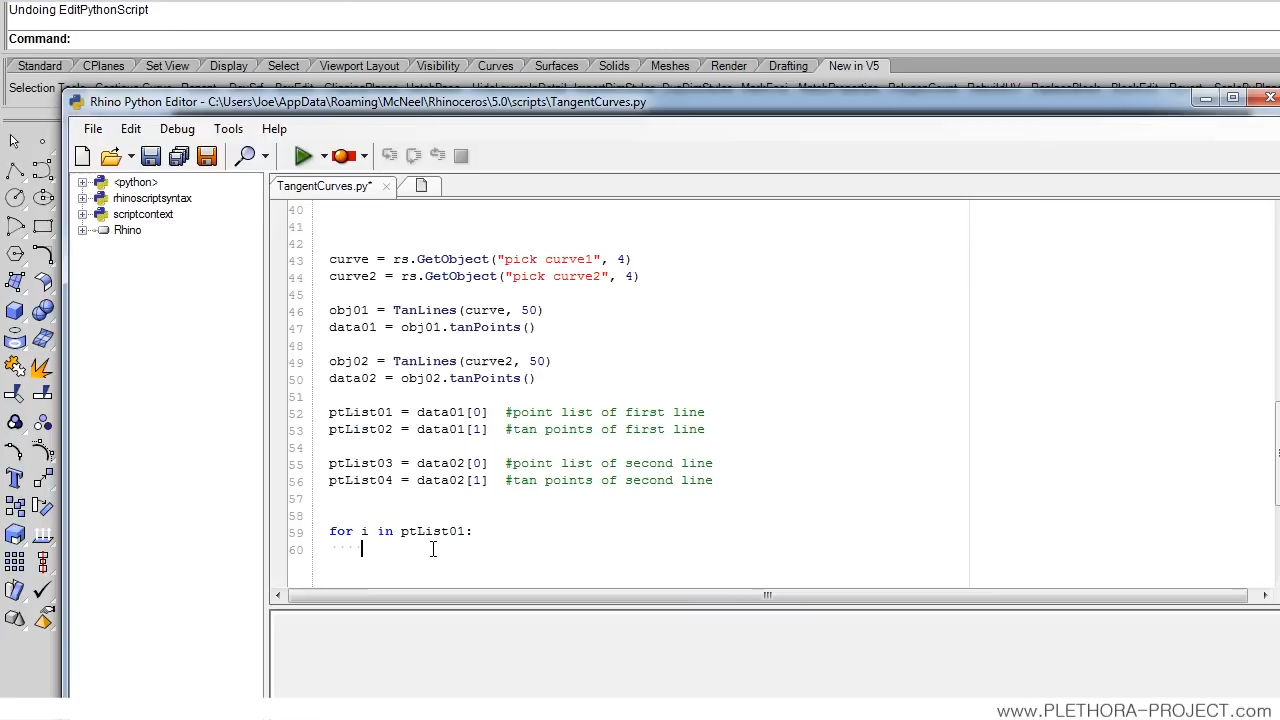 Undoing EditPythonScript
Command:
Standard CPlanes Set View Display Select Viewport Layout Visibility Curves Surfaces Solids Meshes Render Drafting New in V5
Selection
Rhino Python Editor - C:\Users\Joe\AppData\Roaming\McNeel\Rhinoceros\5.0\scripts\TangentCurves.py
File Edit Debug Tools Help
<python>
rhinoscriptsyntax
scriptcontext
Rhino
TangentCurves.py*
40
41
42
43 curve = rs.GetObject("pick curve1", 4)
44 curve2 = rs.GetObject("pick curve2", 4)
45
46 obj01 = TanLines(curve, 50)
47 data01 = obj01.tanPoints()
48
49 obj02 = TanLines(curve2, 50)
50 data02 = obj02.tanPoints()
51
52 ptList01 = data01[0] #point list of first line
53 ptList02 = data01[1] #tan points of first line
54
55 ptList03 = data02[0] #point list of second line
56 ptList04 = data02[1] #tan points of second line
57
58
59 for i in ptList01:
60
www.PLETHORA-PROJECT.com